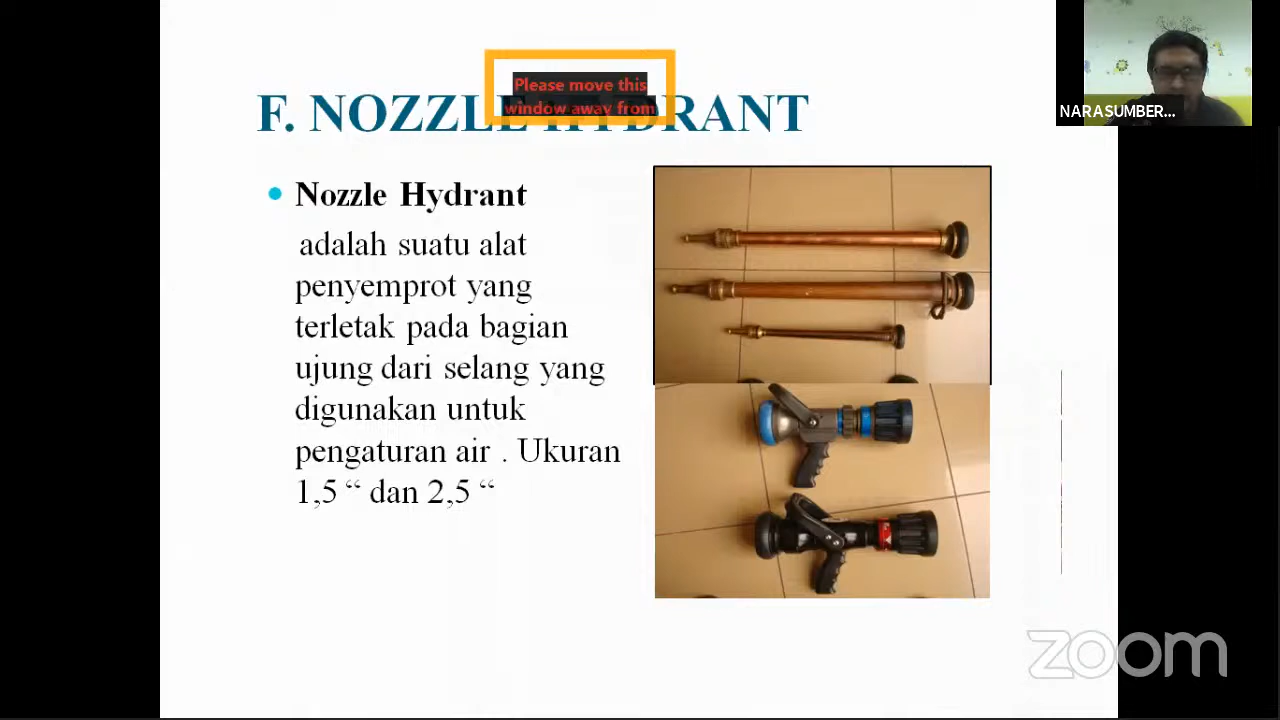 Please move this
window away from
F. NOZZLE HYDRANT
NARASUMBER...
Nozzle Hydrant
adalah suatu alat
penyemprot yang
terletak pada bagian
ujung dari selang yang
digunakan untuk
pengaturan air . Ukuran
1,5 “ dan 2,5 “
zoom